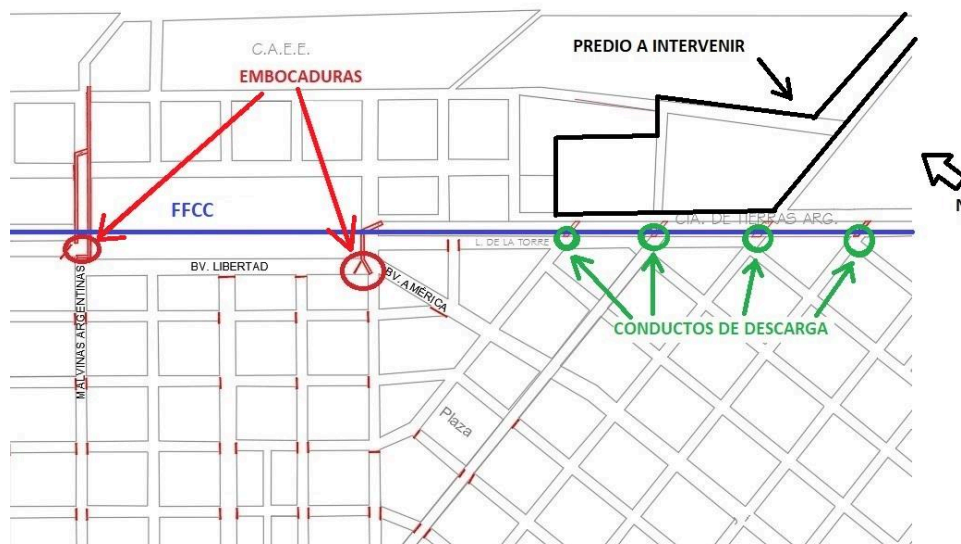 C.A.E.E.
PREDIO A INTERVENIR
EMBOCADURAS
FFCC
CIA. DE TIERRAS ARG.
L. DE LA TORRE
BV. LIBERTAD
BV. AMÉRICA
MALVINAS ARGENTINAS
CONDUCTOS DE DESCARGA
Plaza
N